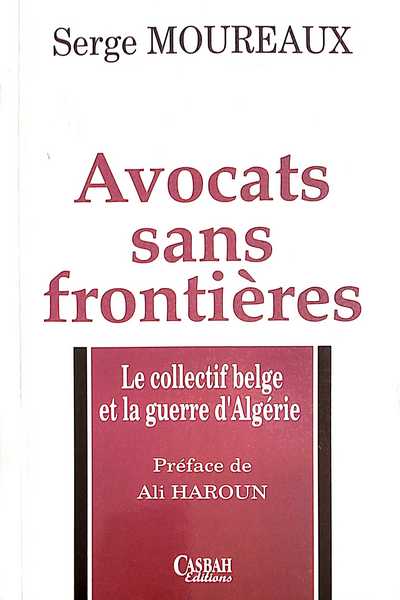 Serge MOUREAUX
Avocats
sans
frontières
Le collectif belge
et la guerre d'Algérie
Préface de
Ali HAROUN
CASBAH
Editions